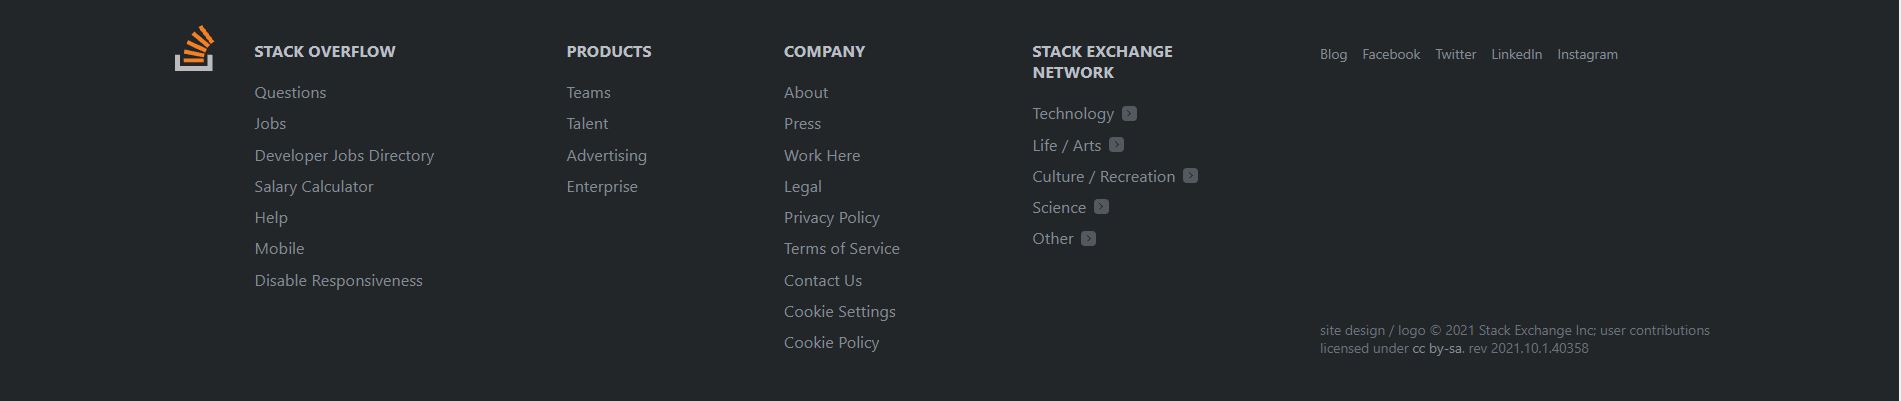 STACK OVERFLOW
Questions
Jobs
Developer Jobs Directory
Salary Calculator
Help
Mobile
Disable Responsiveness
PRODUCTS
Teams
Talent
Advertising
Enterprise
COMPANY
About
Press
Work Here
Legal
Privacy Policy
Terms of Service
Contact Us
Cookie Settings
Cookie Policy
STACK EXCHANGE
NETWORK
Technology
Life / Arts
Culture / Recreation
Science
Other
Blog Facebook Twitter LinkedIn Instagram
site design / logo © 2021 Stack Exchange Inc; user contributions
licensed under cc by-sa. rev 2021.10.1.40358